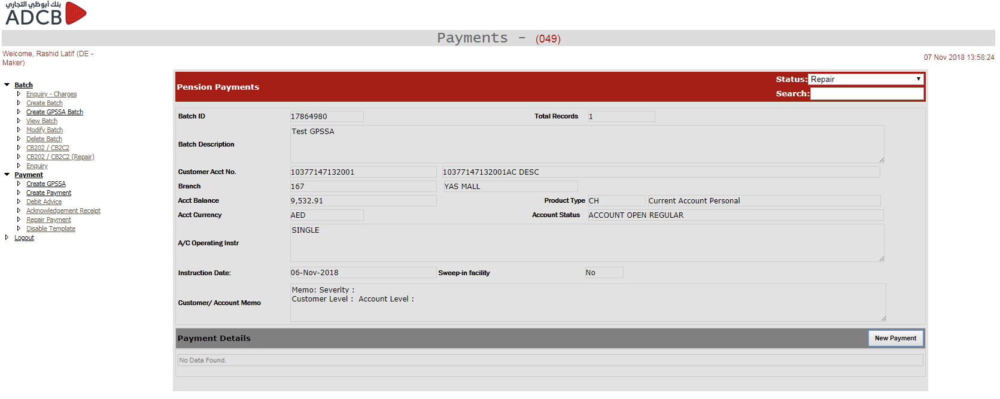 بنك أبوظبي التجاري
ADCB
Payments - (049)
Welcome, Rashid Latif (DE -
Maker)
07 Nov 2018 13:58:24
Batch
Enquiry - Charges
Create Batch
Create GPSSA Batch
View Batch
Modify Batch
Delete Batch
CB202 / CB2C2
CB202 / CB2C2 (Repair)
Enquiry
Payment
Create GPSSA
Create Payment
Debit Advice
Acknowledgement Receipt
Repair Payment
Disable Template
Logout
Pension Payments
Status: Repair
Search:
Batch ID 17864980 Total Records 1
Batch Description Test GPSSA
Customer Acct No. 10377147132001 10377147132001AC DESC
Branch 167 YAS MALL
Acct Balance 9,532.91 Product Type CH Current Account Personal
Acct Currency AED Account Status ACCOUNT OPEN REGULAR
A/C Operating Instr SINGLE
Instruction Date: 06-Nov-2018 Sweep-in facility No
Customer/ Account Memo Memo: Severity :
Customer Level : Account Level :
Payment Details New Payment
No Data Found.